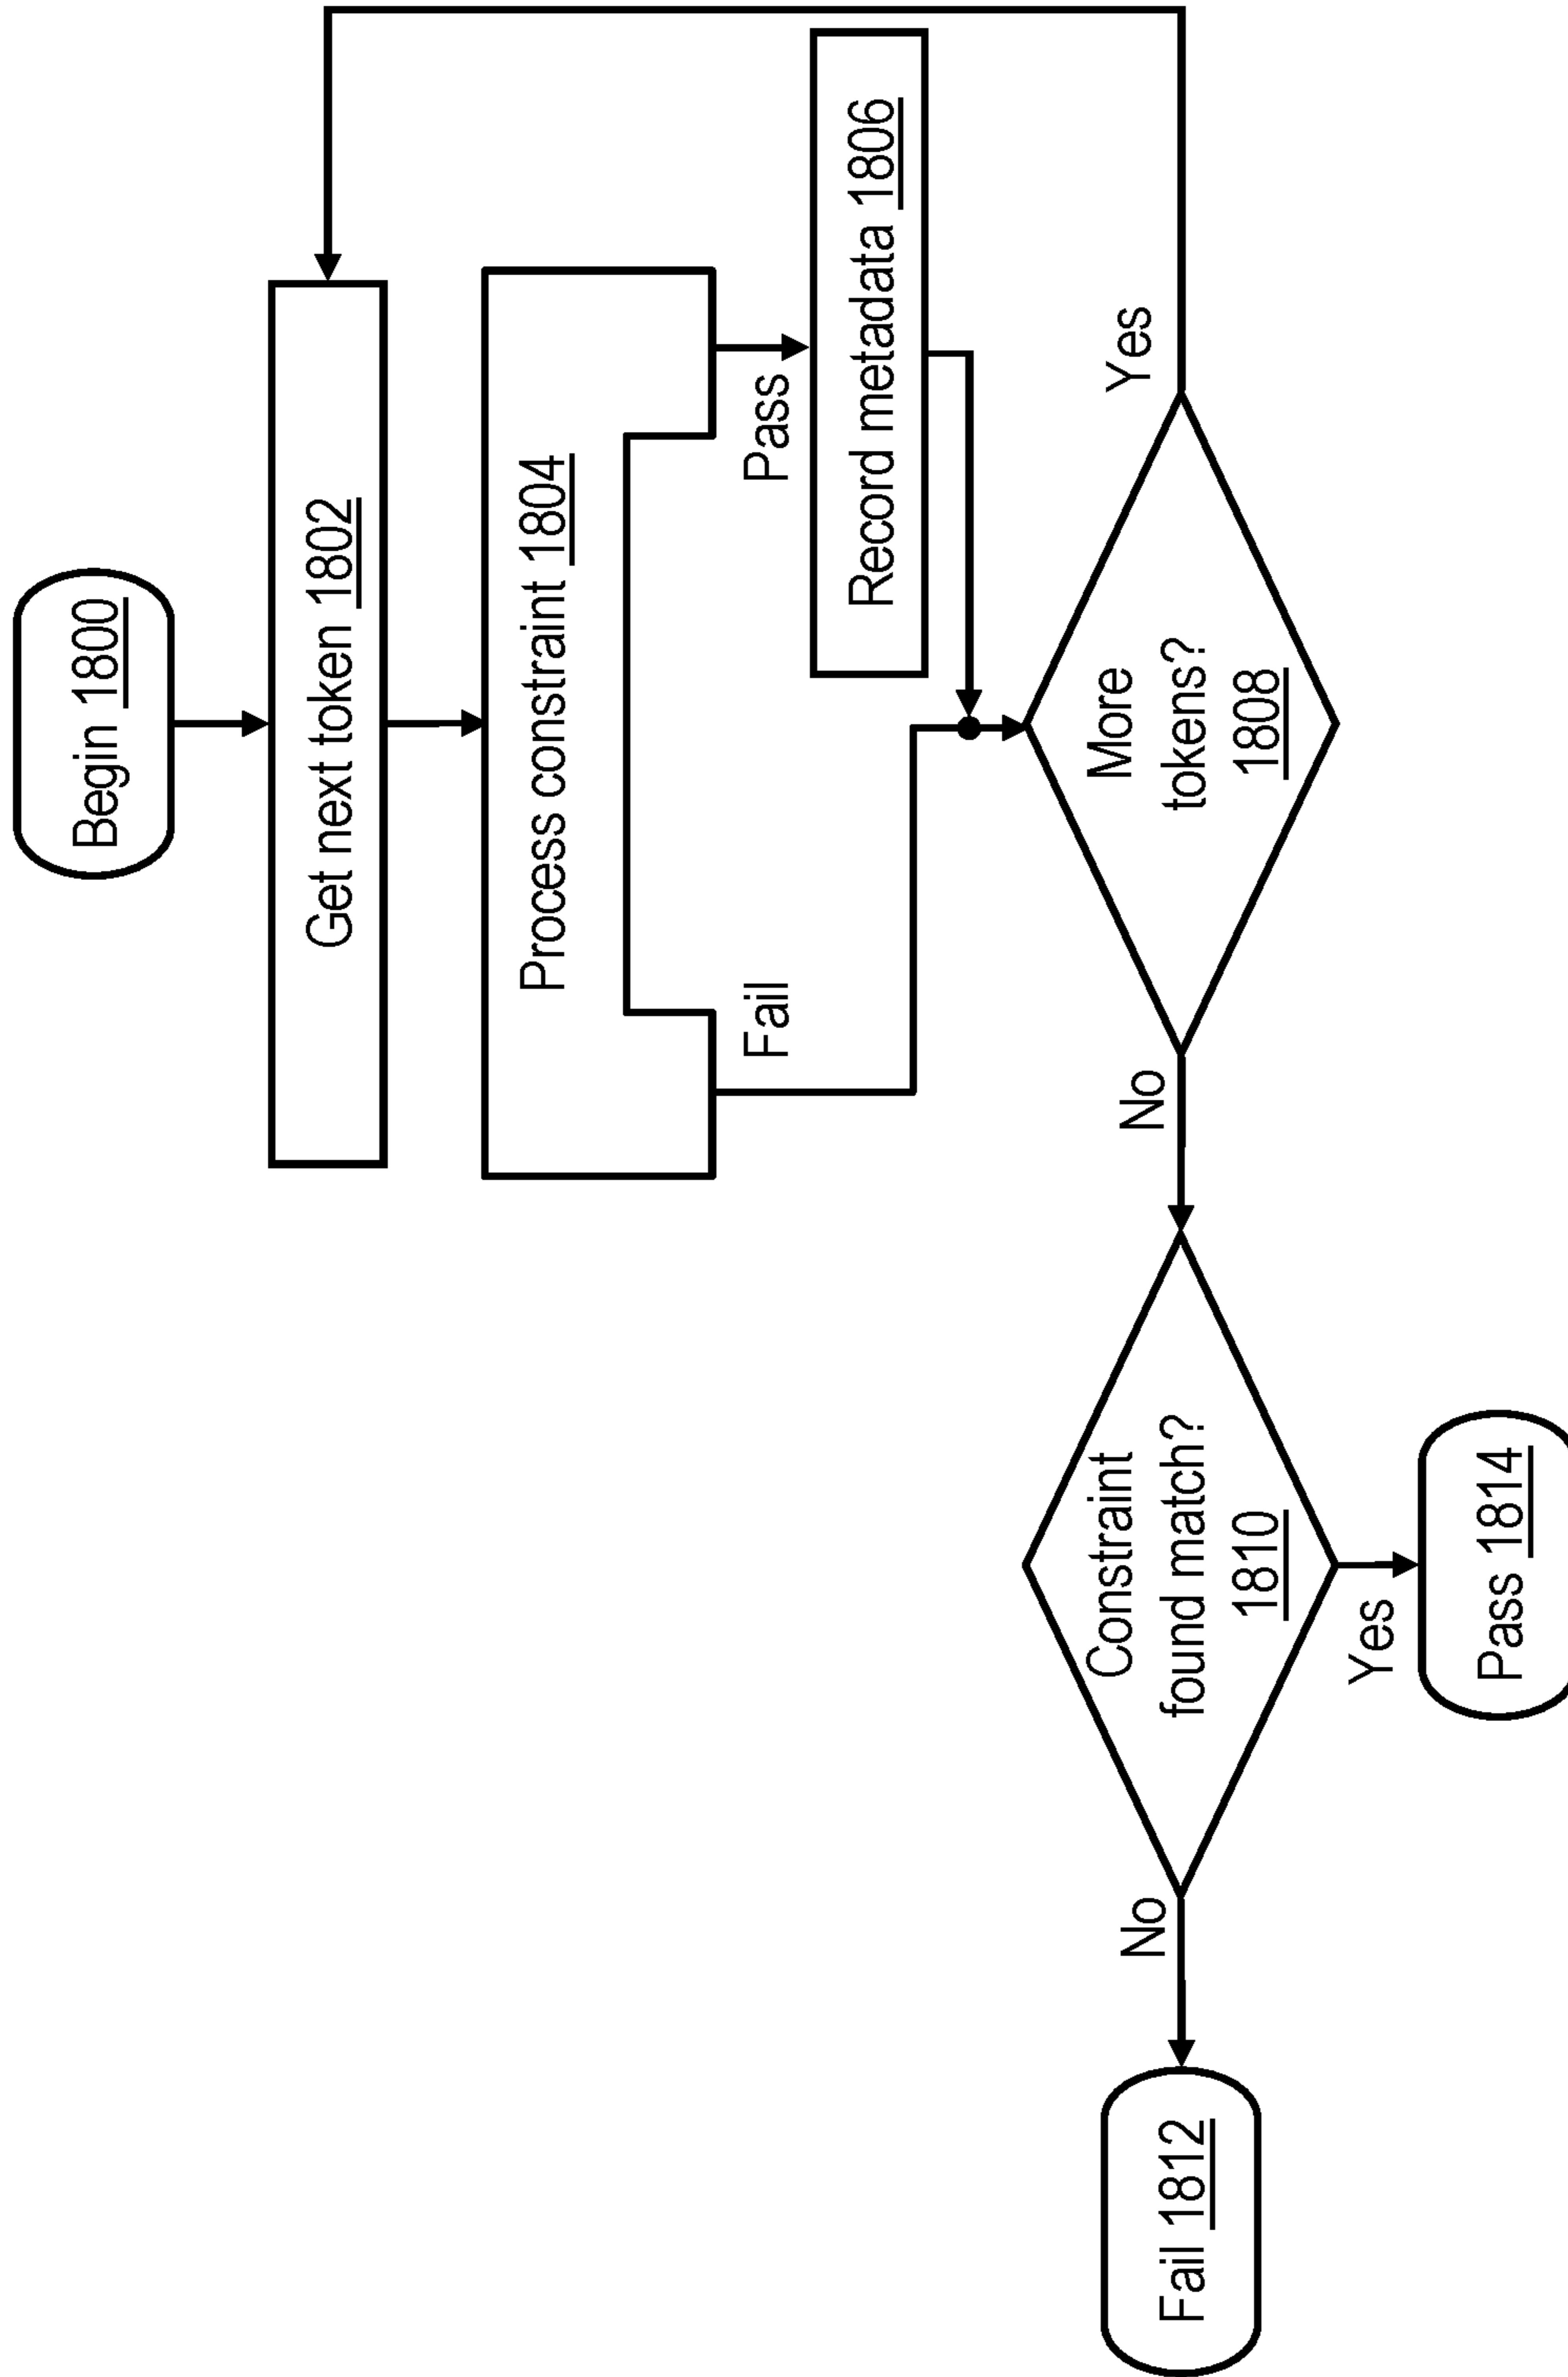 Begin 1800
Get next token 1802
Process constraint 1804
Fail
Pass
Record metadata 1806
More
tokens?
1808
Yes
No
Constraint
found match?
1810
No
Yes
Fail 1812
Pass 1814